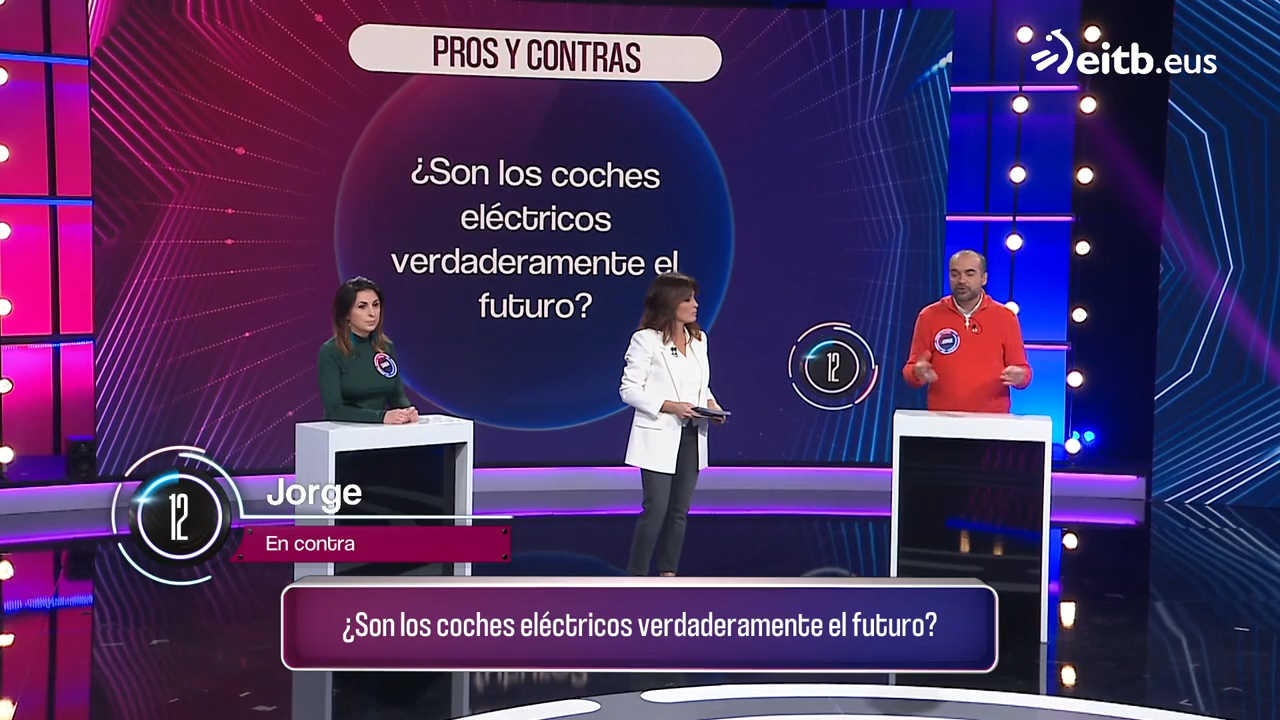 PROS Y CONTRAS
eitb.eus
¿Son los coches
eléctricos
verdaderamente el
futuro?
12
12
Jorge
En contra
¿Son los coches eléctricos verdaderamente el futuro?